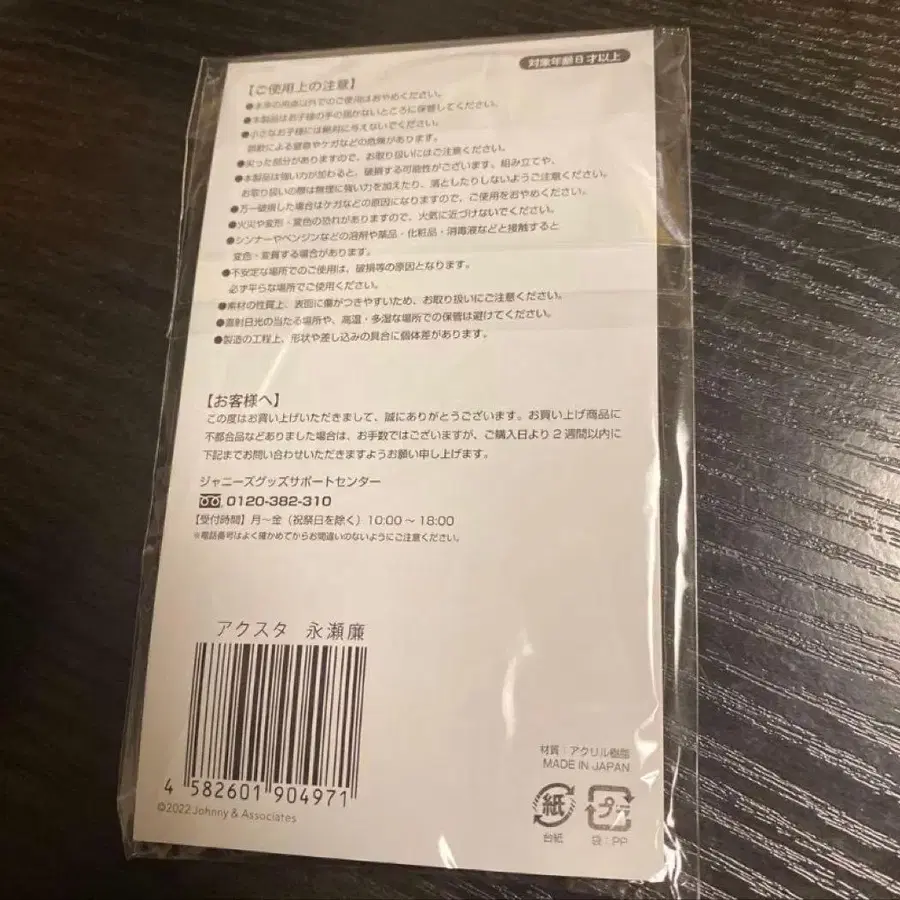 対象年齢8才以上
【ご使用上の注意】
●本来の用途以外でのご使用はおやめください。
●本製品はお子様の手の届かないところに保管してください。
●小さなお子様には絶対に与えないでください。
誤飲による窒息やケガなどの危険があります。
●尖った部分がありますので、お取り扱いにはご注意ください。
●本製品は強い力が加わると、破損する可能性がございます。組み立てや、
お取り扱いの際は無理に強い力を加えたり、落としたりしないようご注意ください。
●万一破損した場合はケガなどの原因になりますので、ご使用をおやめください。
●火災や変形・変色の恐れがありますので、火気に近づけないでください。
●シンナーやベンジンなどの溶剤や薬品・化粧品・消毒液などと接触すると
変色・変質する場合があります。
●不安定な場所でのご使用は、破損等の原因となります。
必ず平らな場所でご使用ください。
●素材の性質上、表面に傷がつきやすいため、お取り扱いにご注意ください。
●直射日光の当たる場所や、高温・多湿な場所での保管は避けてください。
●製造の工程上、形状や差し込みの具合に個体差があります。
【お客様へ】
この度はお買い上げいただきまして、誠にありがとうございます。お買い上げ商品に
不都合品などありました場合は、お手数ではございますが、ご購入日より2週間以内に
下記までお問い合わせいただきますようお願い申し上げます。
ジャニーズグッズサポートセンター
0120-382-310
【受付時間】月〜金（祝祭日を除く）10:00〜18:00
※電話番号はよく確かめてからお間違いのないようにご注意ください。
アクスタ 永瀬廉
4 582601 904971
©2022 Johnny & Associates
材質：アクリル樹脂
MADE IN JAPAN
紙
台紙
プラ
袋：PP